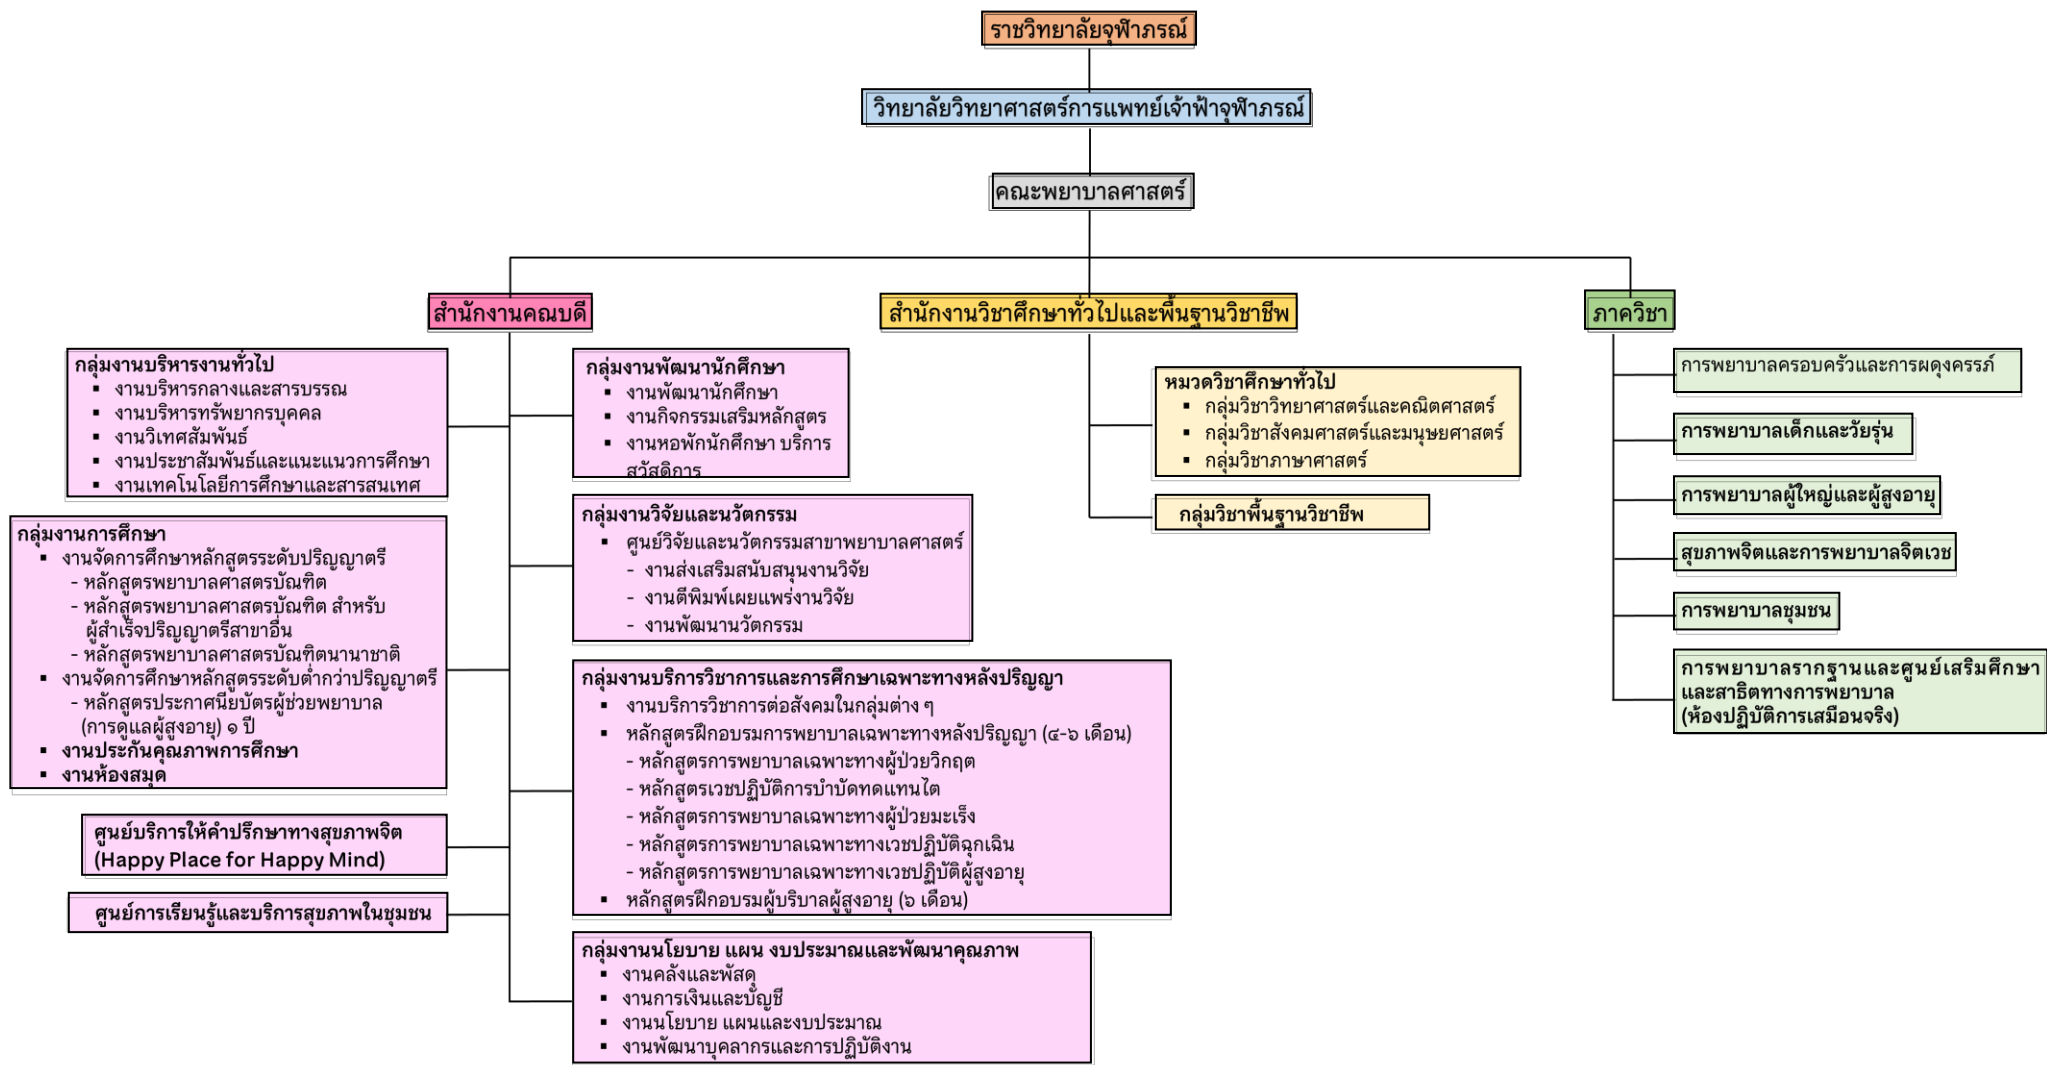 ราชวิทยาลัยจุฬาภรณ์
วิทยาลัยวิทยาศาสตร์การแพทย์เจ้าฟ้าจุฬาภรณ์
คณะพยาบาลศาสตร์
สำนักงานคณบดี
กลุ่มงานบริหารงานทั่วไป
▪ งานบริหารกลางและสารบรรณ
▪ งานบริหารทรัพยากรบุคคล
▪ งานวิเทศสัมพันธ์
▪ งานประชาสัมพันธ์และแนะแนวการศึกษา
▪ งานเทคโนโลยีการศึกษาและสารสนเทศ
กลุ่มงานการศึกษา
▪ งานจัดการศึกษาหลักสูตรระดับปริญญาตรี
- หลักสูตรพยาบาลศาสตรบัณฑิต
- หลักสูตรพยาบาลศาสตรบัณฑิต สำหรับ
ผู้สำเร็จปริญญาตรีสาขาอื่น
- หลักสูตรพยาบาลศาสตรบัณฑิตนานาชาติ
▪ งานจัดการศึกษาหลักสูตรระดับต่ำกว่าปริญญาตรี
- หลักสูตรประกาศนียบัตรผู้ช่วยพยาบาล
(การดูแลผู้สูงอายุ) ๑ ปี
▪ งานประกันคุณภาพการศึกษา
▪ งานห้องสมุด
ศูนย์บริการให้คำปรึกษาทางสุขภาพจิต
(Happy Place for Happy Mind)
ศูนย์การเรียนรู้และบริการสุขภาพในชุมชน
กลุ่มงานพัฒนานักศึกษา
▪ งานพัฒนานักศึกษา
▪ งานกิจกรรมเสริมหลักสูตร
▪ งานหอพักนักศึกษา บริการ
สวัสดิการ
กลุ่มงานวิจัยและนวัตกรรม
▪ ศูนย์วิจัยและนวัตกรรมสาขาพยาบาลศาสตร์
- งานส่งเสริมสนับสนุนงานวิจัย
- งานตีพิมพ์เผยแพร่งานวิจัย
- งานพัฒนานวัตกรรม
กลุ่มงานบริการวิชาการและการศึกษาเฉพาะทางหลังปริญญา
▪ งานบริการวิชาการต่อสังคมในกลุ่มต่าง ๆ
▪ หลักสูตรฝึกอบรมการพยาบาลเฉพาะทางหลังปริญญา (๔-๖ เดือน)
- หลักสูตรการพยาบาลเฉพาะทางผู้ป่วยวิกฤต
- หลักสูตรเวชปฏิบัติการบำบัดทดแทนไต
- หลักสูตรการพยาบาลเฉพาะทางผู้ป่วยมะเร็ง
- หลักสูตรการพยาบาลเฉพาะทางเวชปฏิบัติฉุกเฉิน
- หลักสูตรการพยาบาลเฉพาะทางเวชปฏิบัติผู้สูงอายุ
▪ หลักสูตรฝึกอบรมผู้บริบาลผู้สูงอายุ (๖ เดือน)
กลุ่มงานนโยบาย แผน งบประมาณและพัฒนาคุณภาพ
▪ งานคลังและพัสดุ
▪ งานการเงินและบัญชี
▪ งานนโยบาย แผนและงบประมาณ
▪ งานพัฒนาบุคลากรและการปฏิบัติงาน
สำนักงานวิชาศึกษาทั่วไปและพื้นฐานวิชาชีพ
หมวดวิชาศึกษาทั่วไป
▪ กลุ่มวิชาวิทยาศาสตร์และคณิตศาสตร์
▪ กลุ่มวิชาสังคมศาสตร์และมนุษยศาสตร์
▪ กลุ่มวิชาภาษาศาสตร์
กลุ่มวิชาพื้นฐานวิชาชีพ
ภาควิชา
การพยาบาลครอบครัวและการผดุงครรภ์
การพยาบาลเด็กและวัยรุ่น
การพยาบาลผู้ใหญ่และผู้สูงอายุ
สุขภาพจิตและการพยาบาลจิตเวช
การพยาบาลชุมชน
การพยาบาลรากฐานและศูนย์เสริมศึกษา
และสาธิตทางการพยาบาล
(ห้องปฏิบัติการเสมือนจริง)